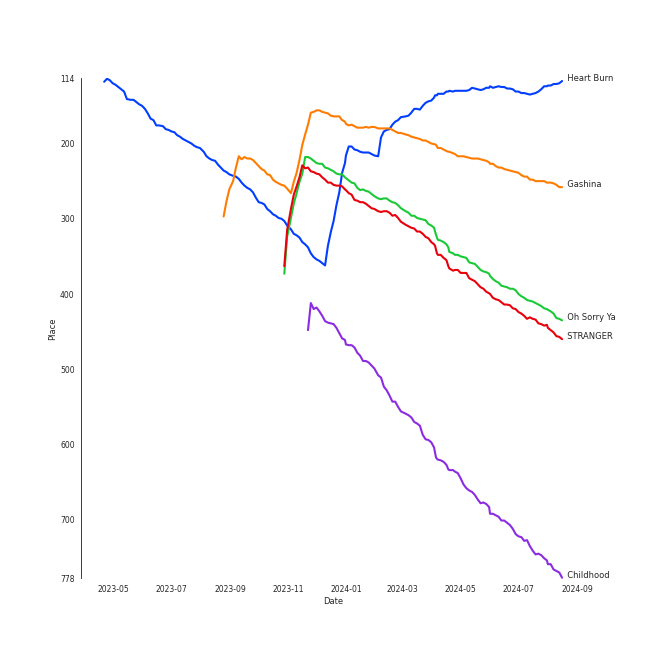 114
200
300
400
500
600
700
778
Place
Heart Burn
Gashina
Oh Sorry Ya
STRANGER
Childhood
2023-05 2023-07 2023-09 2023-11 2024-01 2024-03 2024-05 2024-07 2024-09
Date